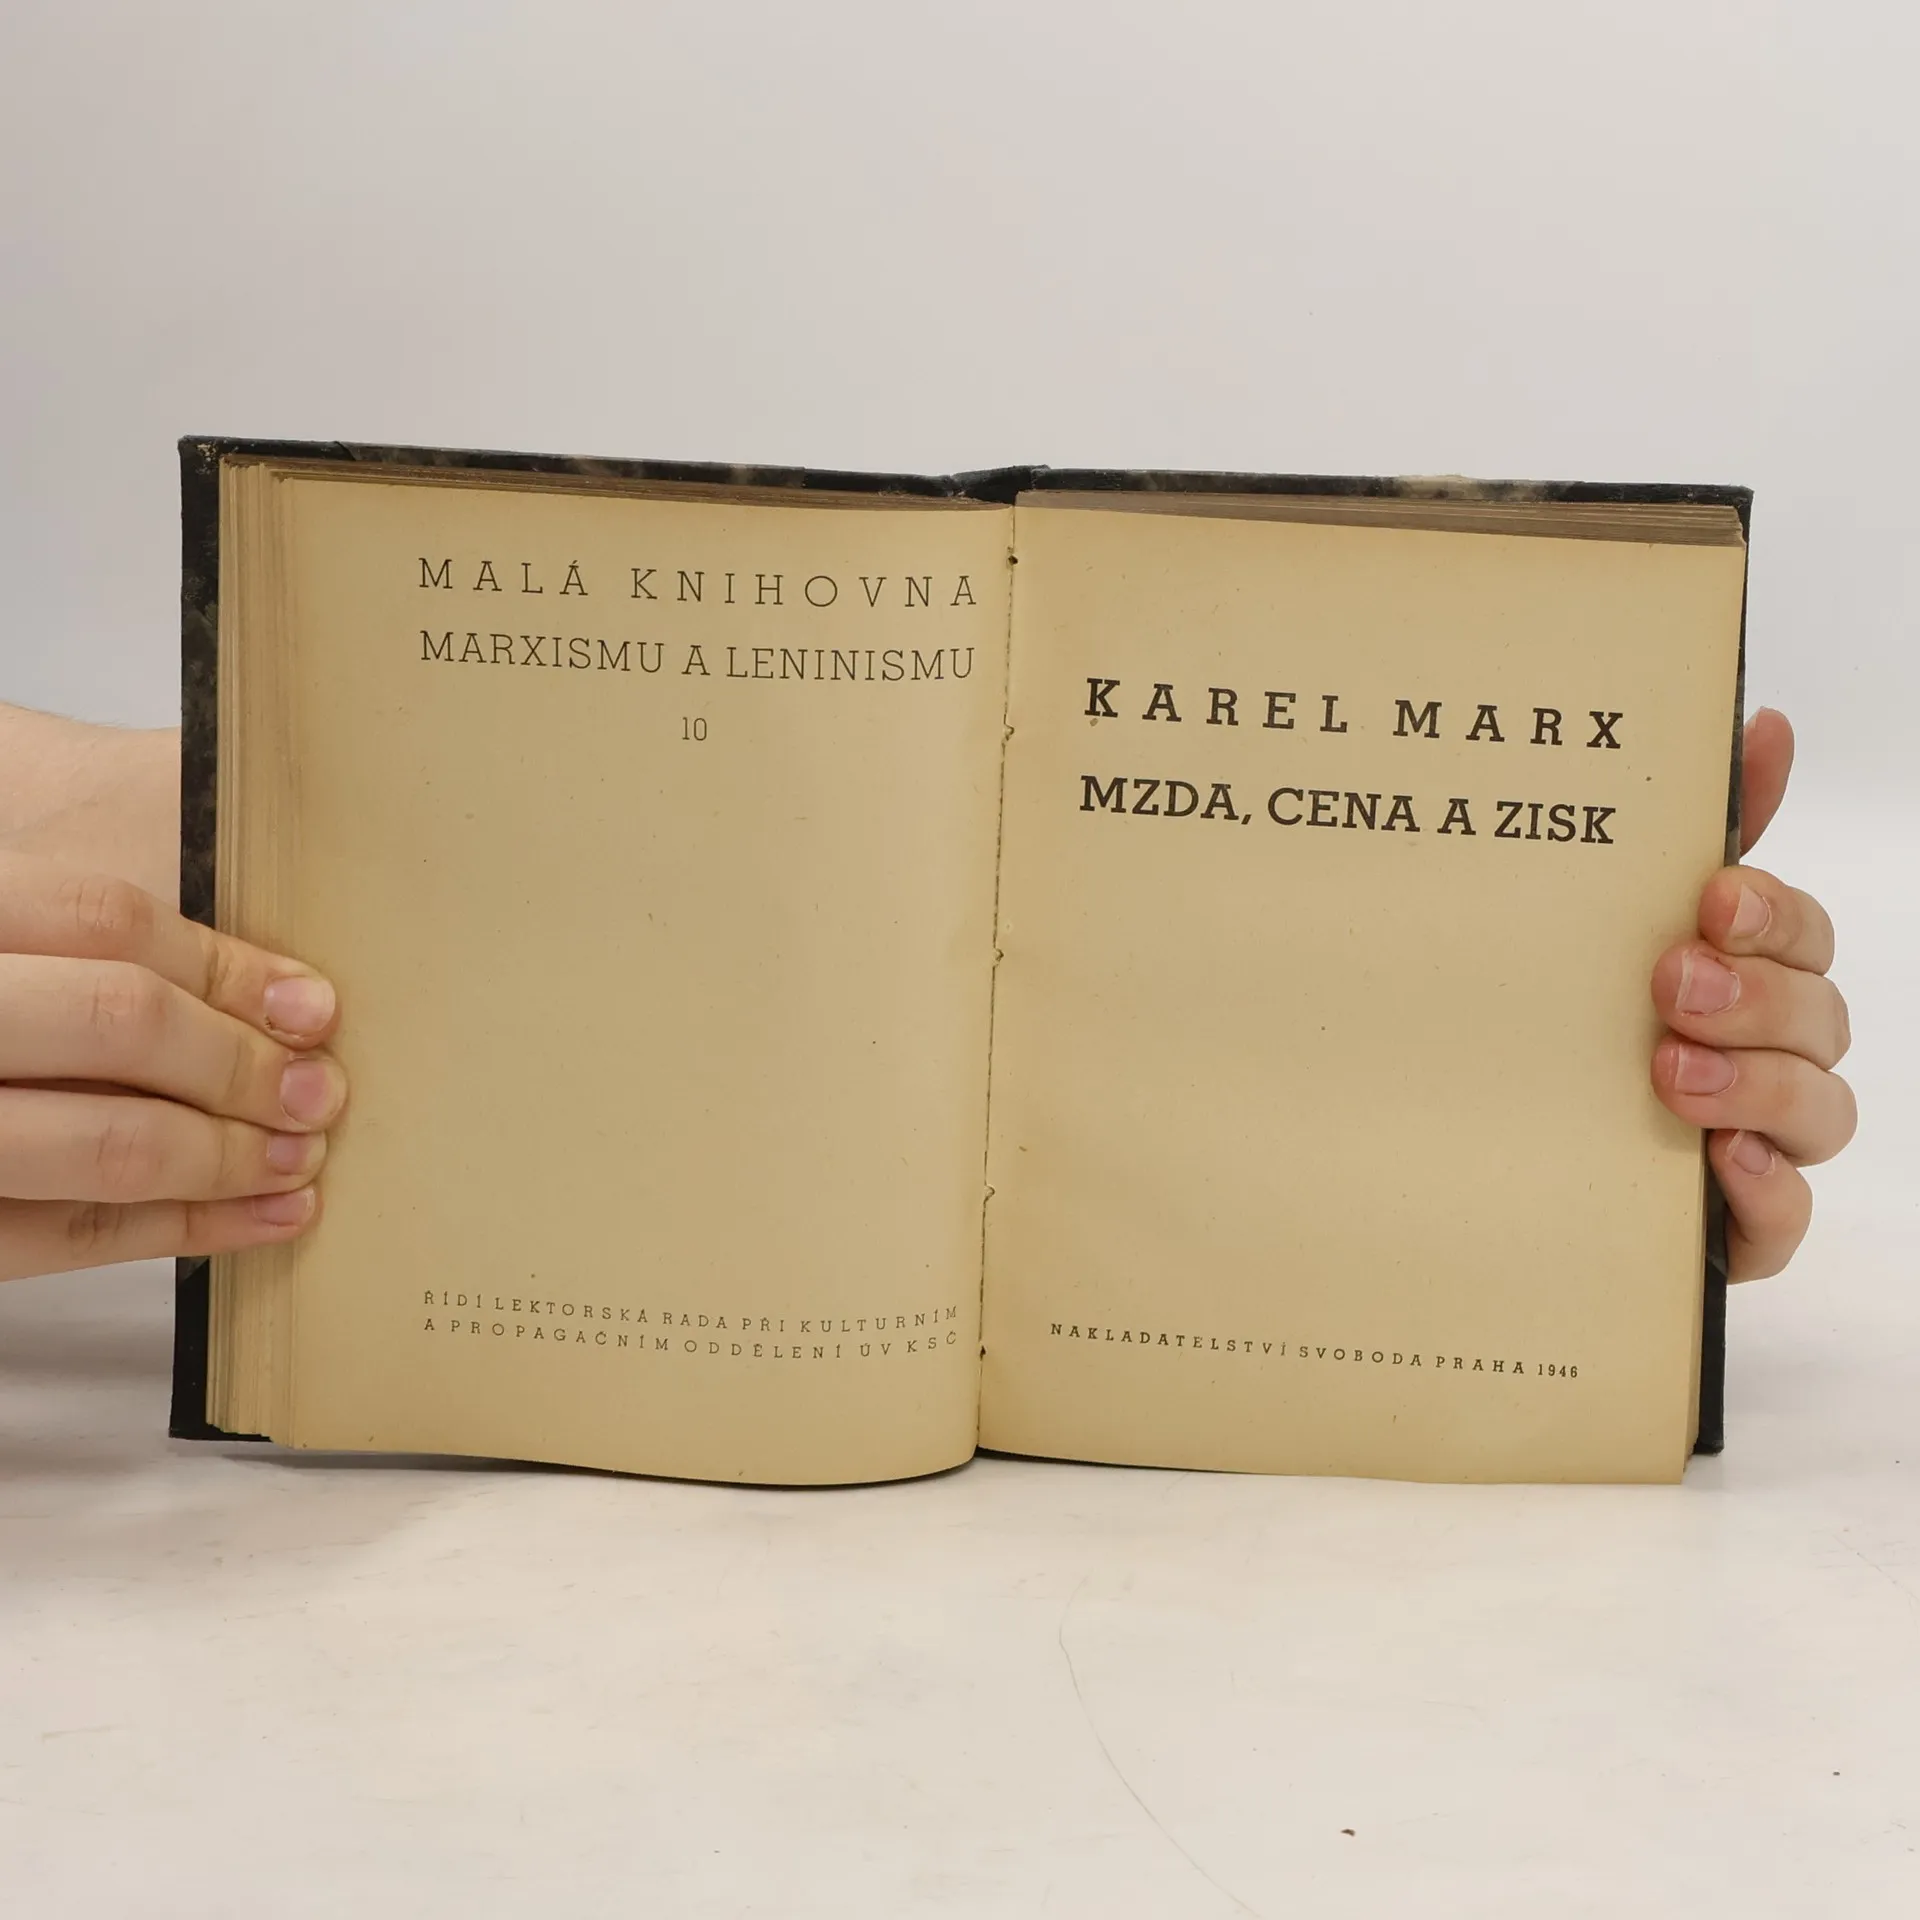 MALÁ KNIHOVNA
MARXISMU A LENINISMU
10
ŘÍDÍ LEKTORSKÁ RADA PŘI KULTURNÍM
A PROPAGAČNÍM ODDĚLENÍ ÚV KSČ
KAREL MARX
MZDA, CENA A ZISK
NAKLADATELSTVÍ SVOBODA PRAHA 1946